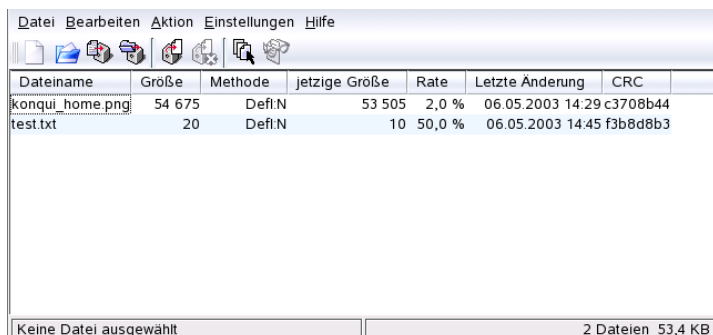 Datei Bearbeiten Aktion Einstellungen Hilfe
Dateiname Größe Methode jetzige Größe Rate Letzte Änderung CRC
konqui_home.png 54 675 Defl:N 53 505 2,0 % 06.05.2003 14:29 c3708b44
test.txt 20 Defl:N 10 50,0 % 06.05.2003 14:45 f3b8d8b3
Keine Datei ausgewählt 2 Dateien 53,4 KB